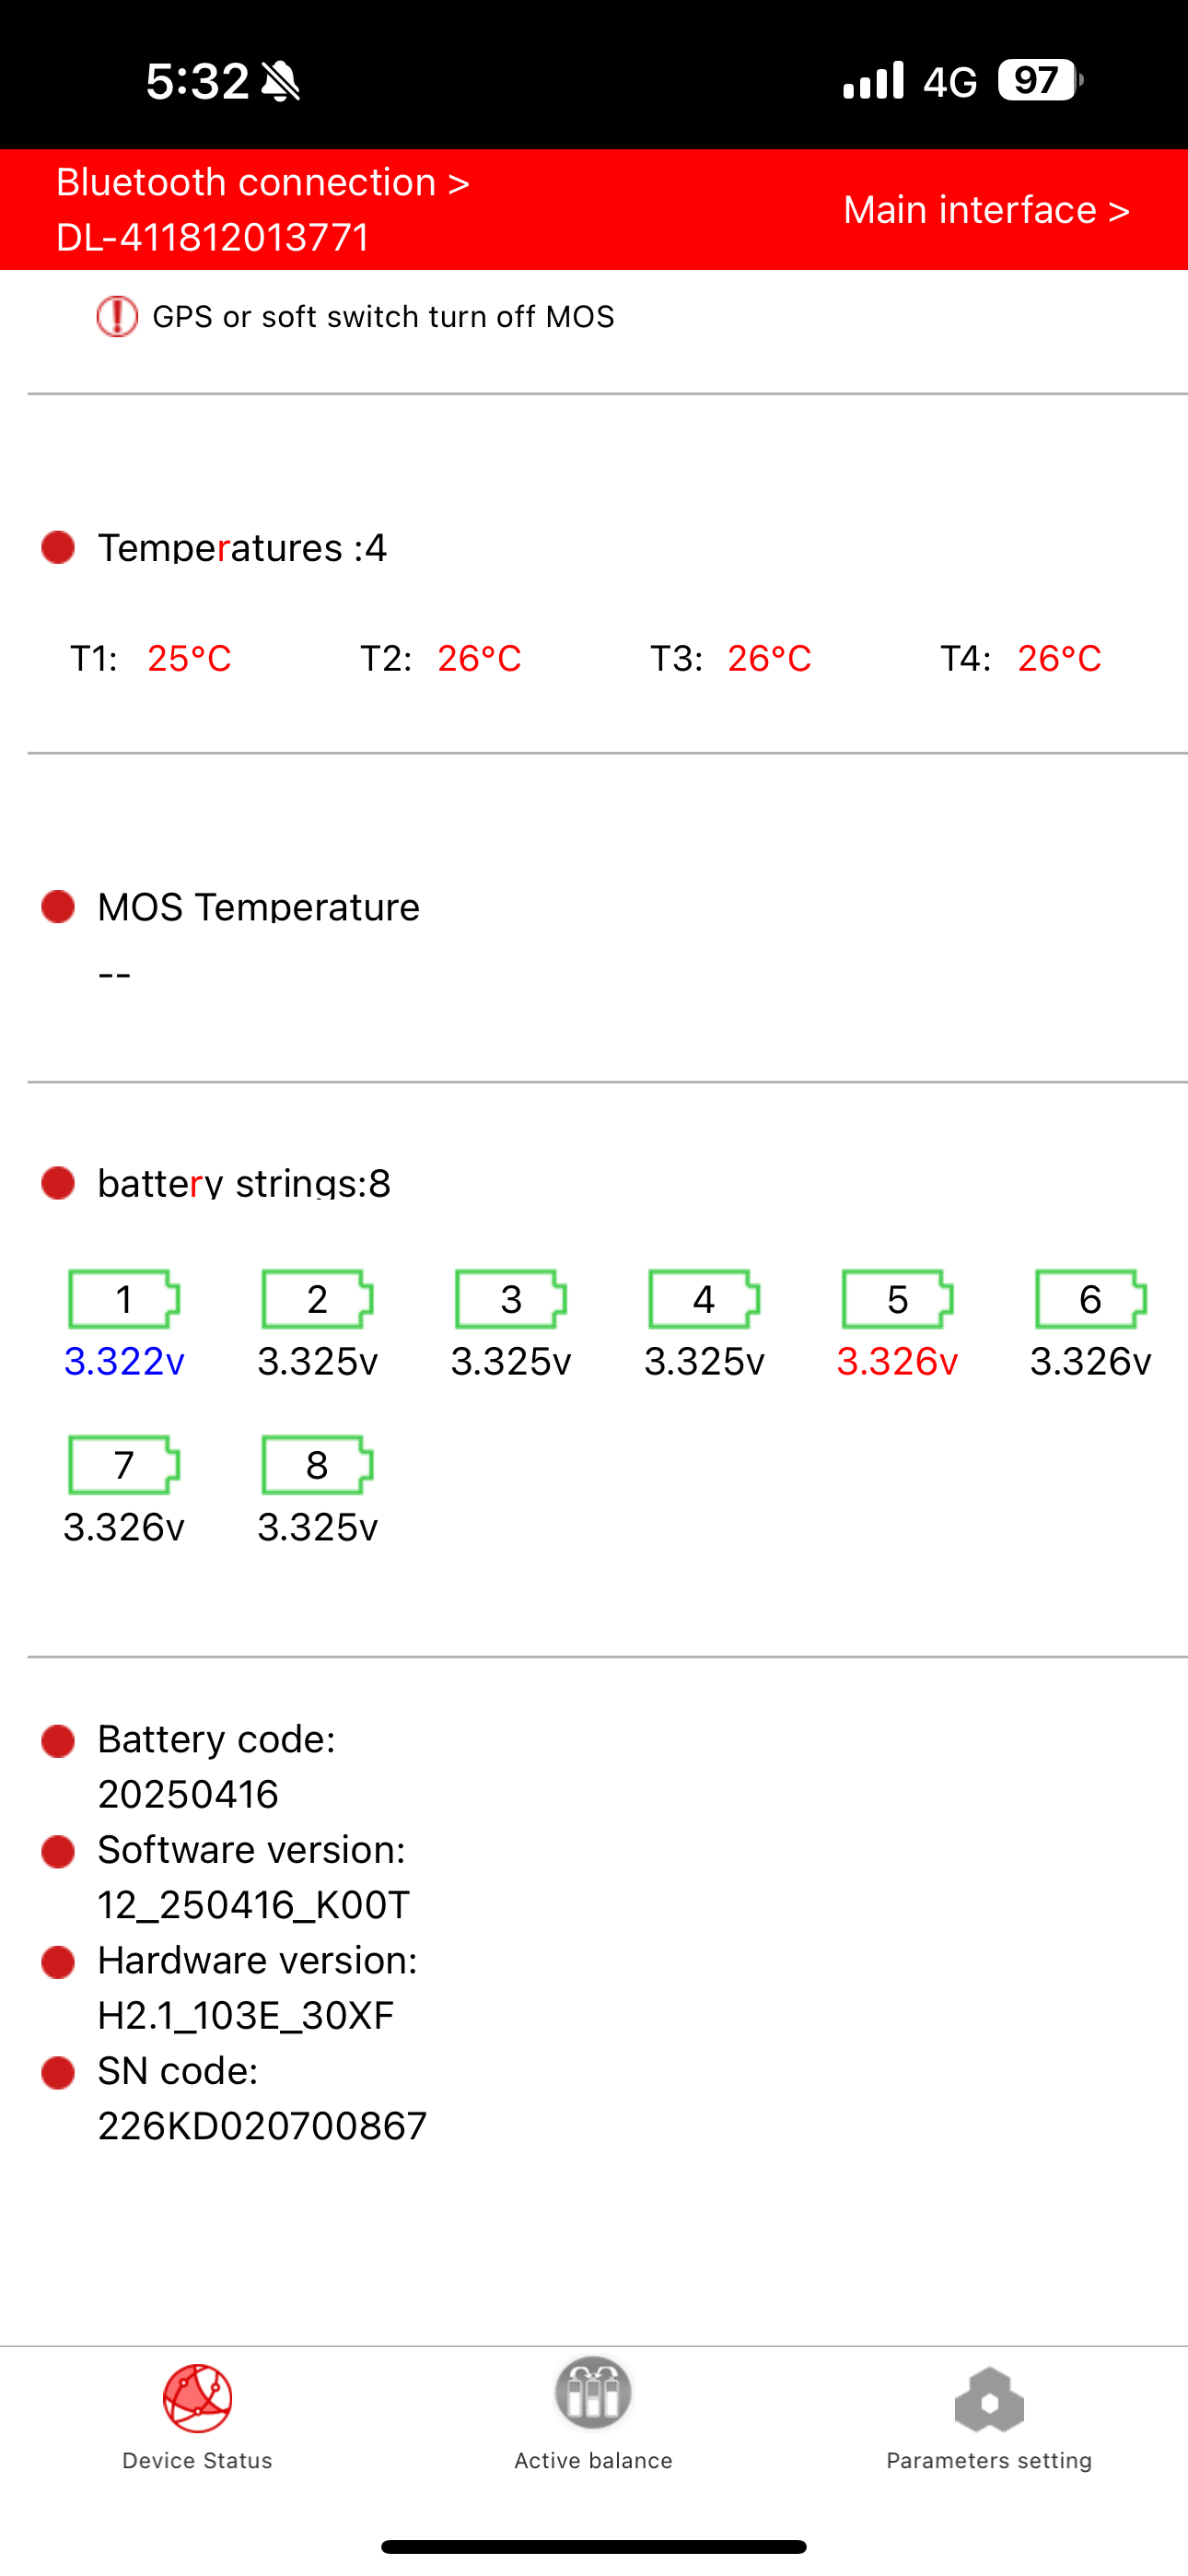 5:32 4G 97
Bluetooth connection >
DL-411812013771
Main interface >
GPS or soft switch turn off MOS
Temperatures :4
T1: 25°C T2: 26°C T3: 26°C T4: 26°C
MOS Temperature
--
battery strings:8
1 2 3 4 5 6
3.322v 3.325v 3.325v 3.325v 3.326v 3.326v
7 8
3.326v 3.325v
Battery code:
20250416
Software version:
12_250416_K00T
Hardware version:
H2.1_103E_30XF
SN code:
226KD020700867
Device Status Active balance Parameters setting